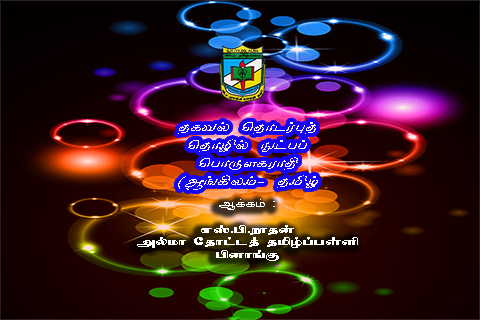 தகவல் தொடர்புத்
தொழில் நுட்பப்
பொருளகராதி
(ஆங்கிலம்- தமிழ்
ஆக்கம் :
எஸ்.பி.நாதன்
அல்மா தோட்டத் தமிழ்ப்பள்ளி
பினாங்கு